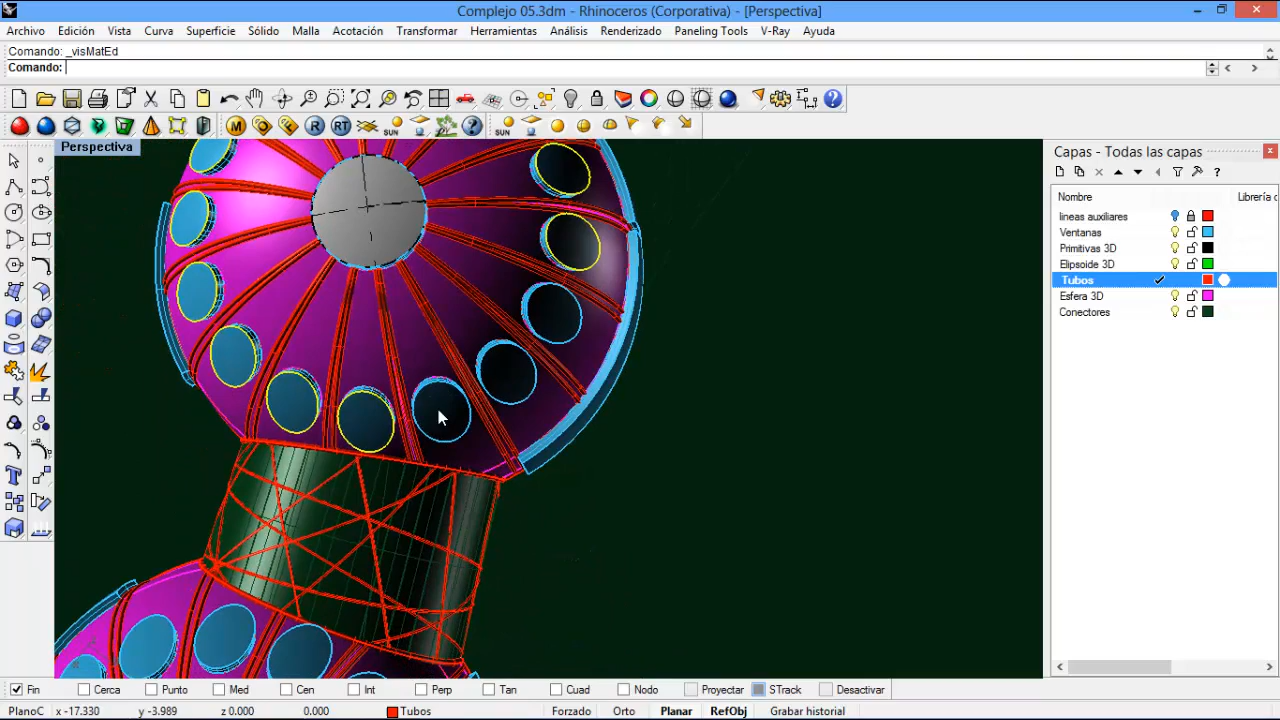 Complejo 05.3dm - Rhinoceros (Corporativa) - [Perspectiva]
Archivo Edición Vista Curva Superficie Sólido Malla Acotación Transformar Herramientas Análisis Renderizado Paneling Tools V-Ray Ayuda
Comando: _visMatEd
Comando:
M O F R RT SUN SUN
Perspectiva
Capas - Todas las capas
Nombre Librería c
lineas auxiliares
Ventanas
Primitivas 3D
Elipsoide 3D
Tubos
Esfera 3D
Conectores
Fin Cerca Punto Med Cen Int Perp Tan Cuad Nodo Proyectar STrack Desactivar
PlanoC x -17.330 y -3.989 z 0.000 0.000 Tubos Forzado Orto Planar RefObj Grabar historial